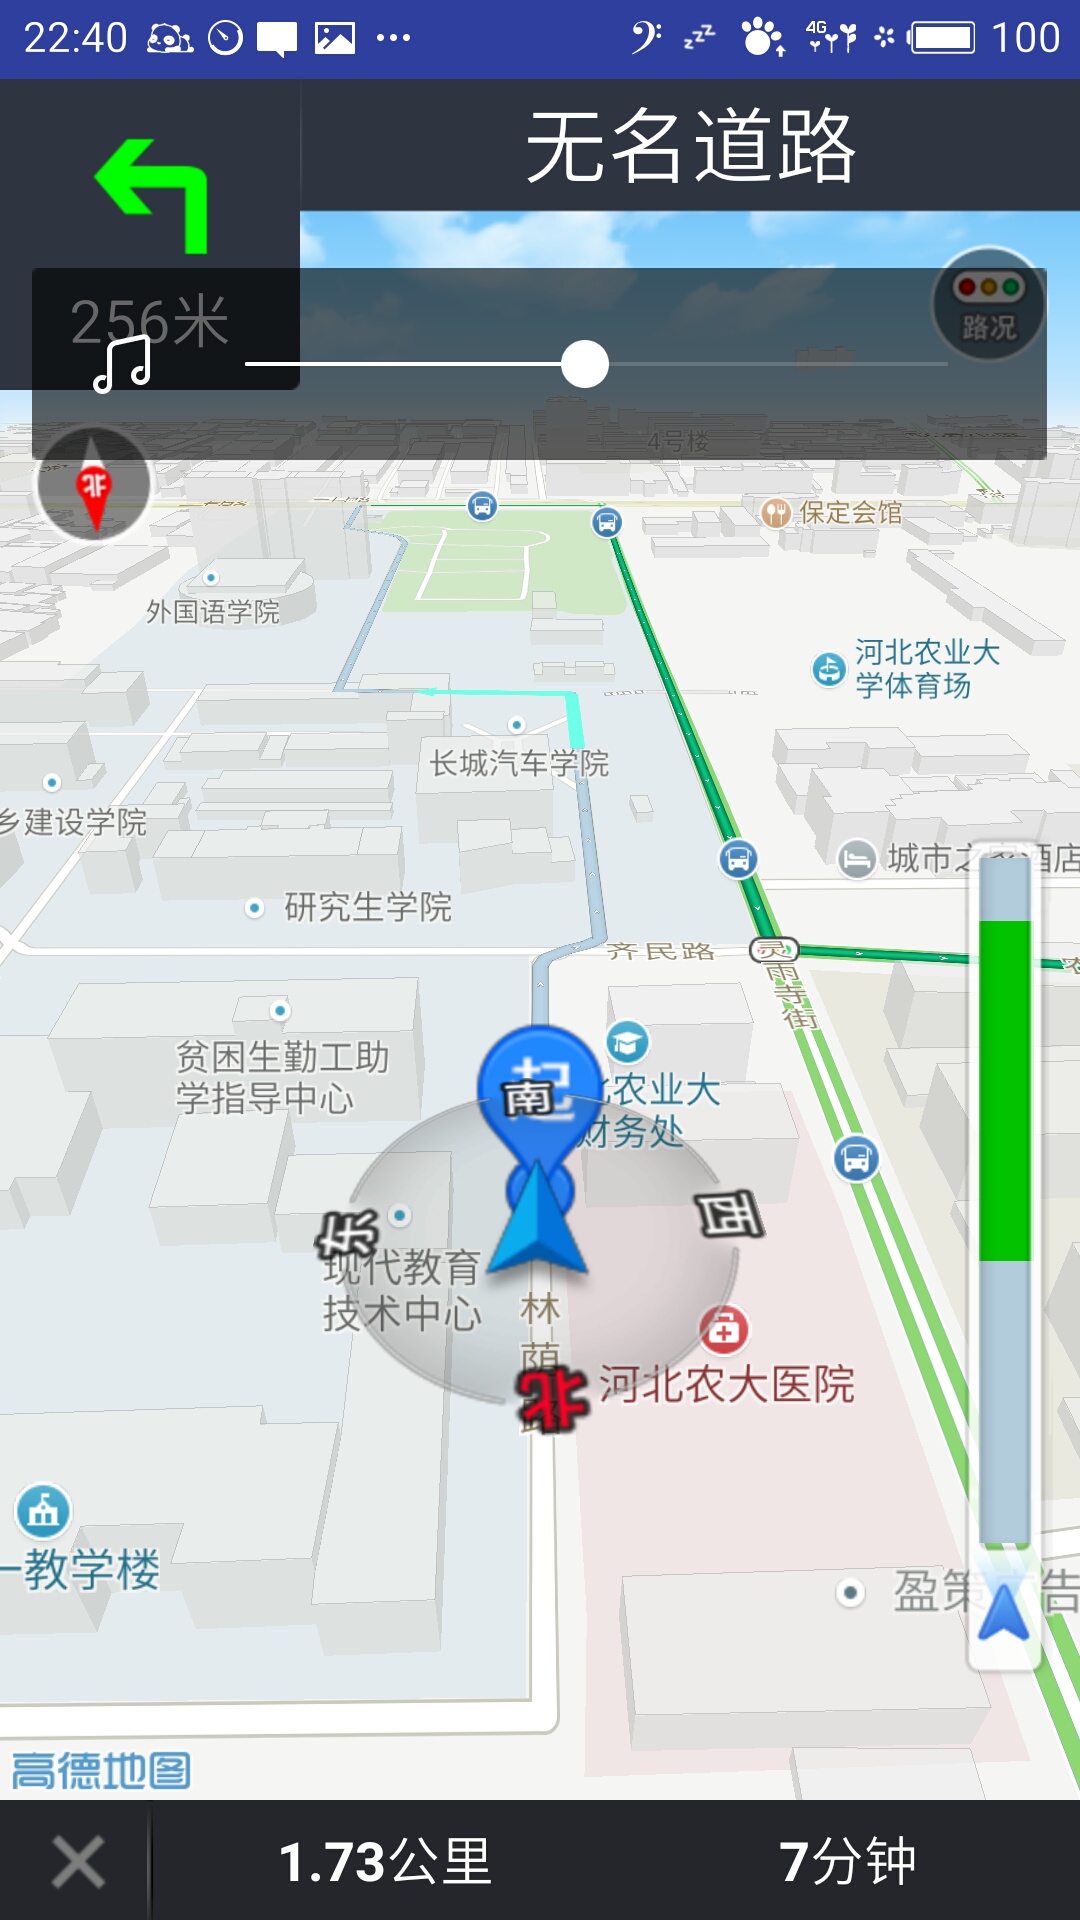 22:40
4G
100
无名道路
256米
路况
4号楼
北
保定会馆
外国语学院
河北农业大
学体育场
长城汽车学院
乡建设学院
城市之家酒店
研究生学院
齐民路
灵雨寺街
贫困生勤工助
学指导中心
起
南
农业大
财务处
东
西
现代教育
技术中心
林荫路
北
河北农大医院
一教学楼
盈策广告
高德地图
1.73公里
7分钟